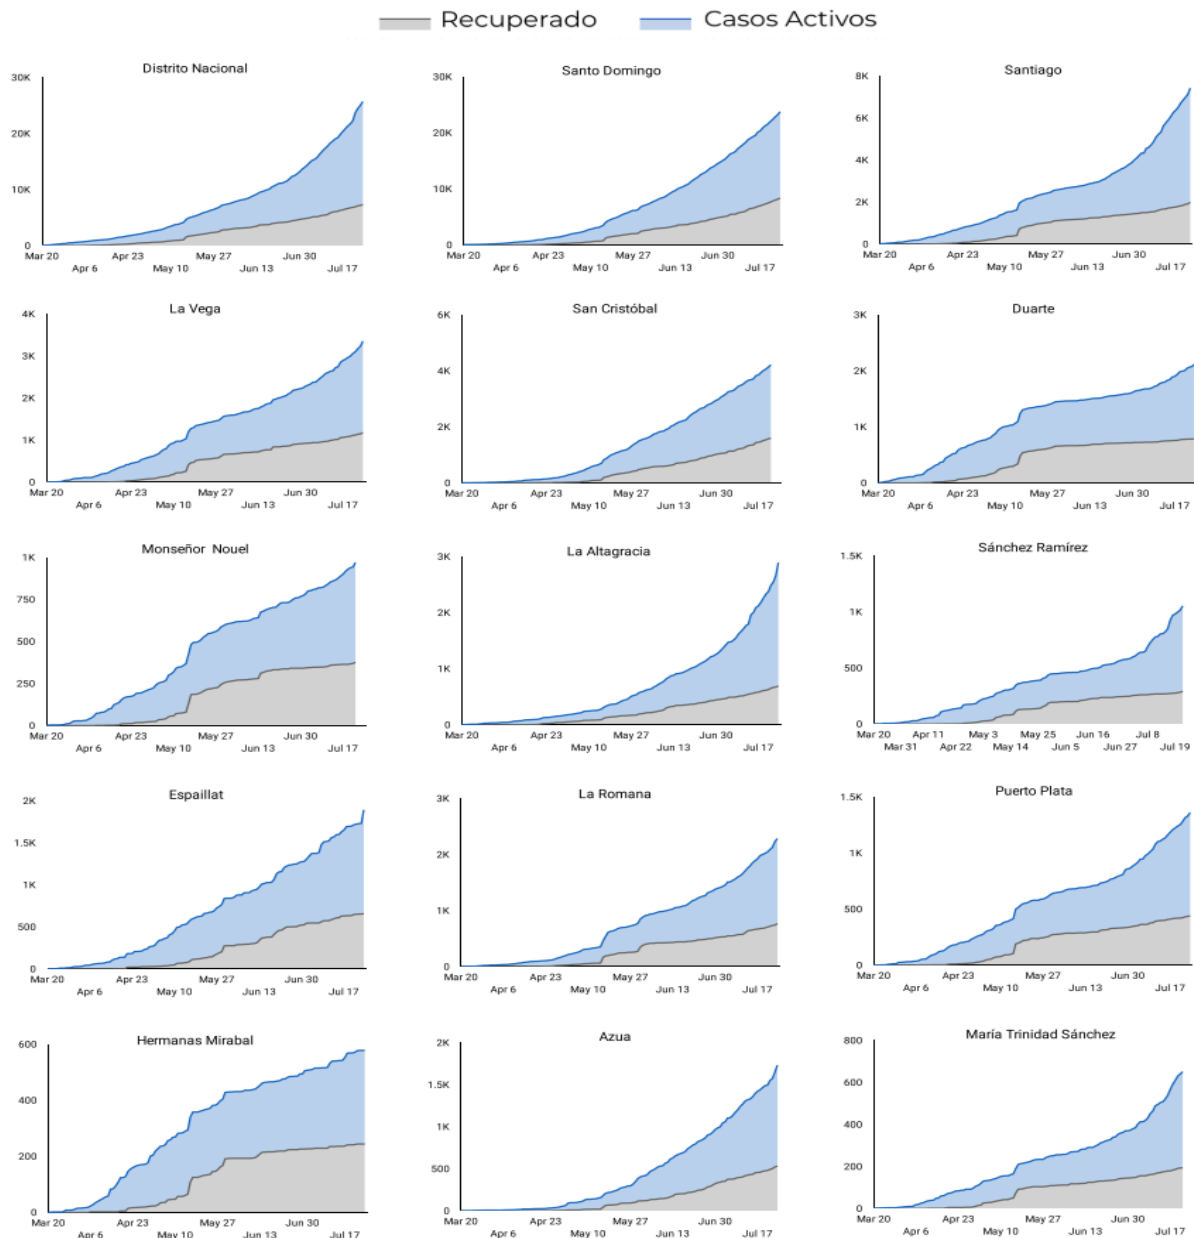 Recuperado Casos Activos
Distrito Nacional
30K
20K
10K
0
Mar 20 Apr 23 May 27 Jun 30
Apr 6 May 10 Jun 13 Jul 17
Santo Domingo
30K
20K
10K
0
Mar 20 Apr 23 May 27 Jun 30
Apr 6 May 10 Jun 13 Jul 17
Santiago
8K
6K
4K
2K
0
Mar 20 Apr 23 May 27 Jun 30
Apr 6 May 10 Jun 13 Jul 17
La Vega
4K
3K
2K
1K
0
Mar 20 Apr 23 May 27 Jun 30
Apr 6 May 10 Jun 13 Jul 17
San Cristóbal
6K
4K
2K
0
Mar 20 Apr 23 May 27 Jun 30
Apr 6 May 10 Jun 13 Jul 17
Duarte
3K
2K
1K
0
Mar 20 Apr 23 May 27 Jun 30
Apr 6 May 10 Jun 13 Jul 17
Monseñor Nouel
1K
750
500
250
0
Mar 20 Apr 23 May 27 Jun 30
Apr 6 May 10 Jun 13 Jul 17
La Altagracia
3K
2K
1K
0
Mar 20 Apr 23 May 27 Jun 30
Apr 6 May 10 Jun 13 Jul 17
Sánchez Ramírez
1.5K
1K
500
0
Mar 20 Apr 11 May 3 May 25 Jun 16 Jul 8
Mar 31 Apr 22 May 14 Jun 5 Jun 27 Jul 19
Espaillat
2K
1.5K
1K
500
0
Mar 20 Apr 23 May 27 Jun 30
Apr 6 May 10 Jun 13 Jul 17
La Romana
3K
2K
1K
0
Mar 20 Apr 23 May 27 Jun 30
Apr 6 May 10 Jun 13 Jul 17
Puerto Plata
1.5K
1K
500
0
Mar 20 Apr 23 May 27 Jun 30
Apr 6 May 10 Jun 13 Jul 17
Hermanas Mirabal
600
400
200
0
Mar 20 Apr 23 May 27 Jun 30
Apr 6 May 10 Jun 13 Jul 17
Azua
2K
1.5K
1K
500
0
Mar 20 Apr 23 May 27 Jun 30
Apr 6 May 10 Jun 13 Jul 17
María Trinidad Sánchez
800
600
400
200
0
Mar 20 Apr 23 May 27 Jun 30
Apr 6 May 10 Jun 13 Jul 17